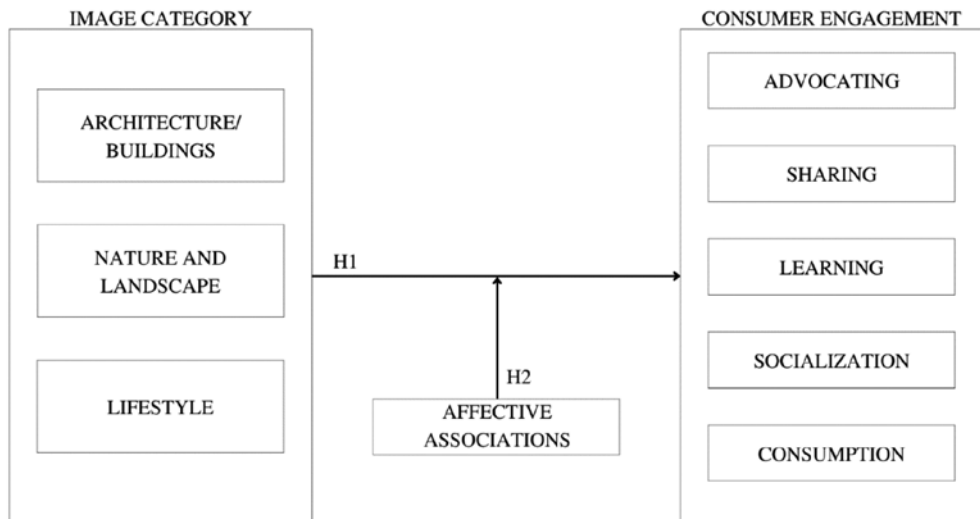 IMAGE CATEGORY
ARCHITECTURE/
BUILDINGS
NATURE AND
LANDSCAPE
LIFESTYLE
H1
H2
AFFECTIVE
ASSOCIATIONS
CONSUMER ENGAGEMENT
ADVOCATING
SHARING
LEARNING
SOCIALIZATION
CONSUMPTION